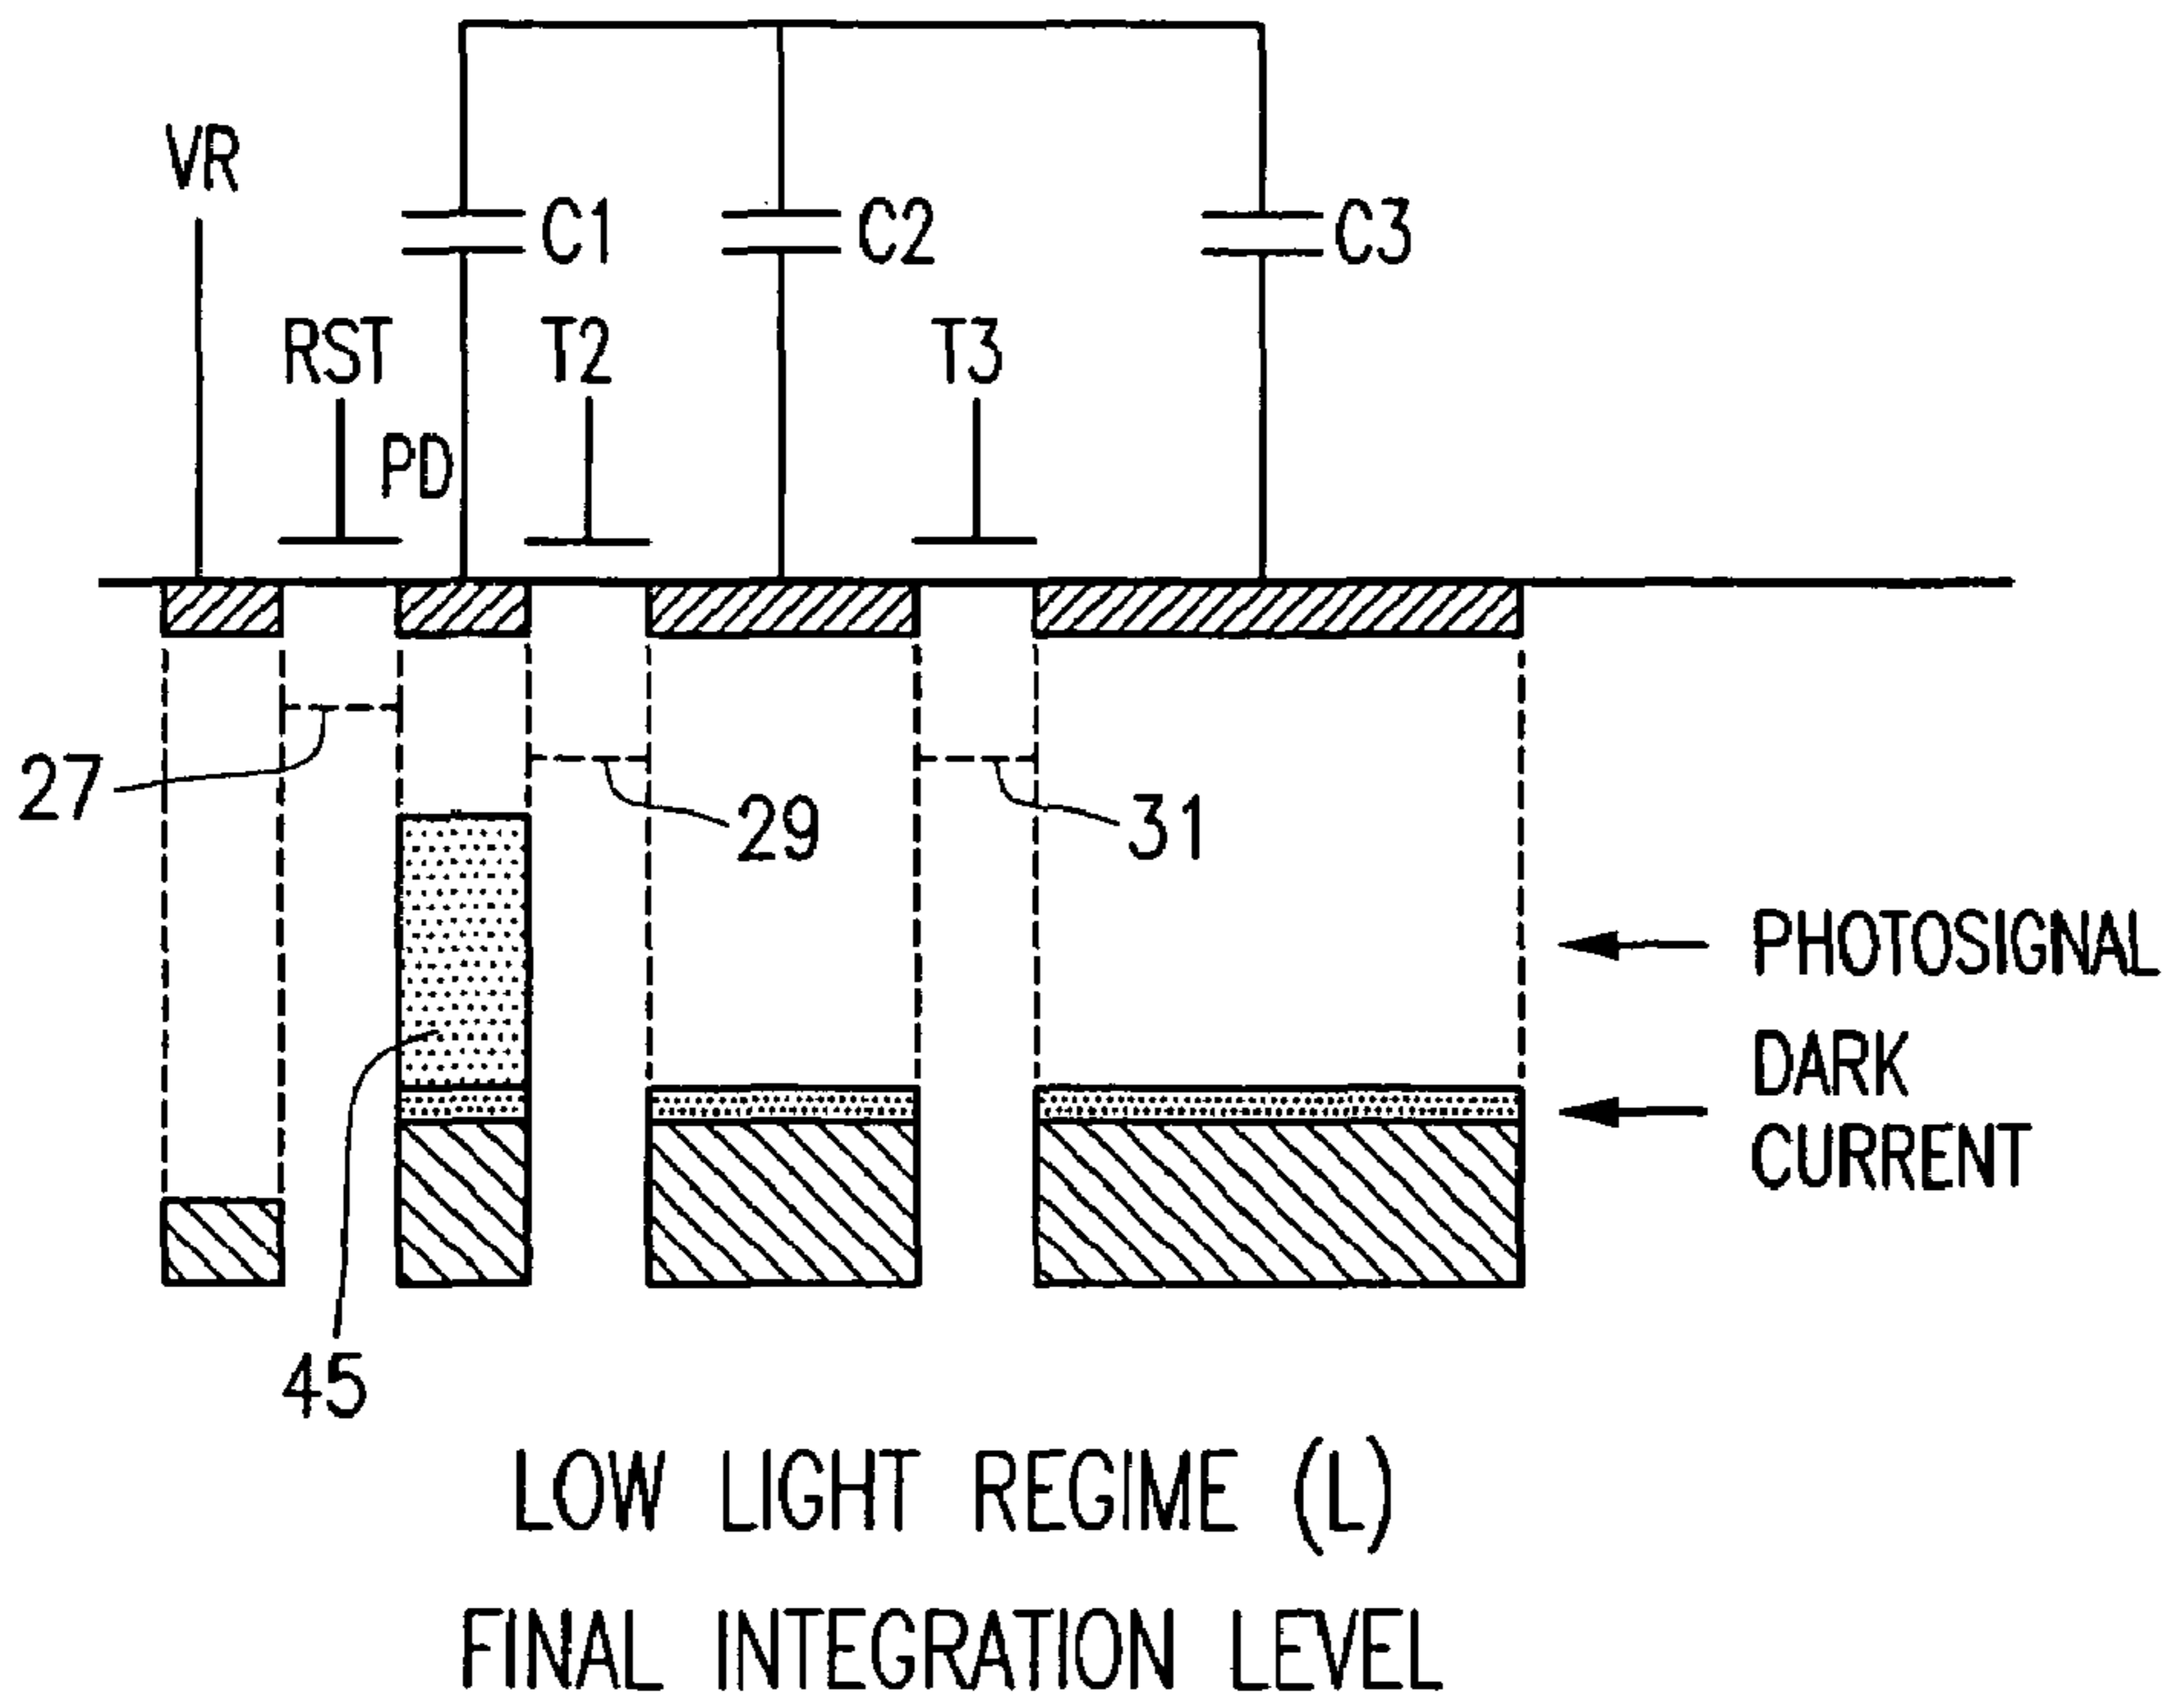 VR
C1
C2
C3
RST
T2
T3
PD
27
29
31
PHOTOSIGNAL
DARK
CURRENT
45
LOW LIGHT REGIME (L)
FINAL INTEGRATION LEVEL